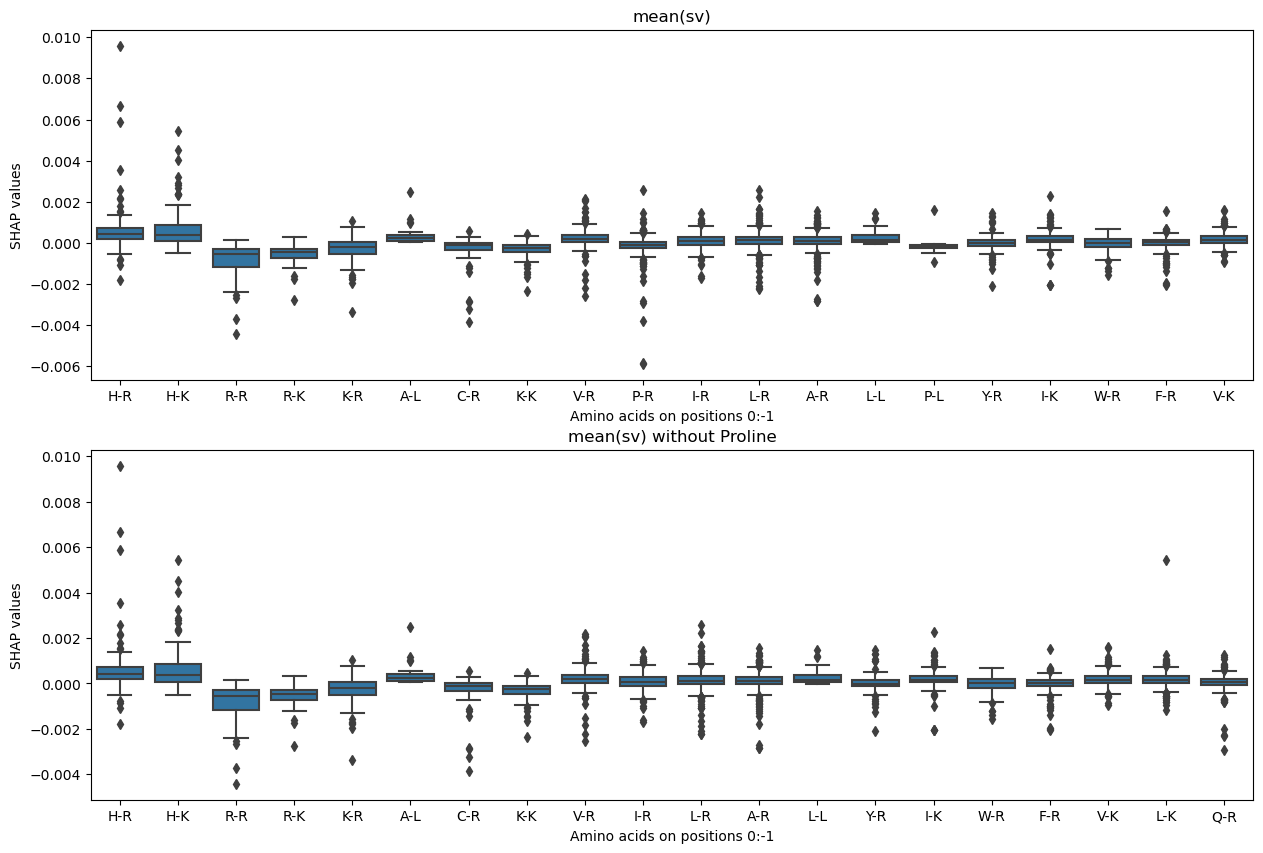 mean(sv)
0.010
0.008
0.006
0.004
0.002
0.000
−0.002
−0.004
−0.006
SHAP values
H-R H-K R-R R-K K-R A-L C-R K-K V-R P-R I-R L-R A-R L-L P-L Y-R I-K W-R F-R V-K
Amino acids on positions 0:-1
mean(sv) without Proline
0.010
0.008
0.006
0.004
0.002
0.000
−0.002
−0.004
SHAP values
H-R H-K R-R R-K K-R A-L C-R K-K V-R I-R L-R A-R L-L Y-R I-K W-R F-R V-K L-K Q-R
Amino acids on positions 0:-1